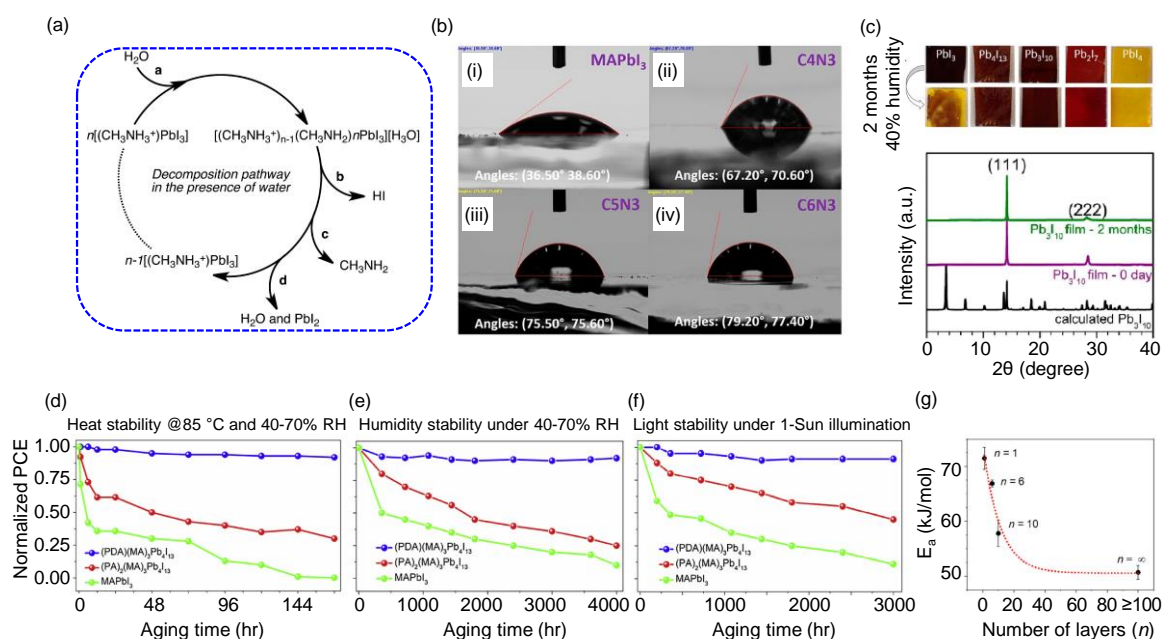 (a)
H₂O
a
n[(CH₃NH₃⁺)PbI₃]
[(CH₃NH₃⁺)ₙ₋₁(CH₃NH₂)nPbI₃][H₃O]
Decomposition pathway
in the presence of water
b
HI
c
CH₃NH₂
n-1[(CH₃NH₃⁺)PbI₃]
d
H₂O and PbI₂
(b)
(i)
MAPbI₃
Angles: (36.50° 38.60°)
(ii)
C4N3
Angles: (67.20°, 70.60°)
(iii)
C5N3
Angles: (75.50°, 75.60°)
(iv)
C6N3
Angles: (79.20°, 77.40°)
(c)
2 months
40% humidity
PbI₃
Pb₄I₁₃
Pb₃I₁₀
Pb₂I₇
PbI₄
(111)
(222)
Pb₃I₁₀ film - 2 months
Pb₃I₁₀ film - 0 day
calculated Pb₃I₁₀
Intensity (a.u.)
0 10 20 30 40
2θ (degree)
(d)
Heat stability @85 °C and 40-70% RH
Normalized PCE
1.00
0.75
0.50
0.25
0.00
(PDA)(MA)₃Pb₄I₁₃
(PA)₂(MA)₃Pb₄I₁₃
MAPbI₃
0 48 96 144
Aging time (hr)
(e)
Humidity stability under 40-70% RH
(PDA)(MA)₃Pb₄I₁₃
(PA)₂(MA)₃Pb₄I₁₃
MAPbI₃
0 1000 2000 3000 4000
Aging time (hr)
(f)
Light stability under 1-Sun illumination
(PDA)(MA)₃Pb₄I₁₃
(PA)₂(MA)₃Pb₄I₁₃
MAPbI₃
0 1000 2000 3000
Aging time (hr)
(g)
Eₐ (kJ/mol)
70
60
50
n = 1
n = 6
n = 10
n = ∞
0 20 40 60 80 ≥100
Number of layers (n)